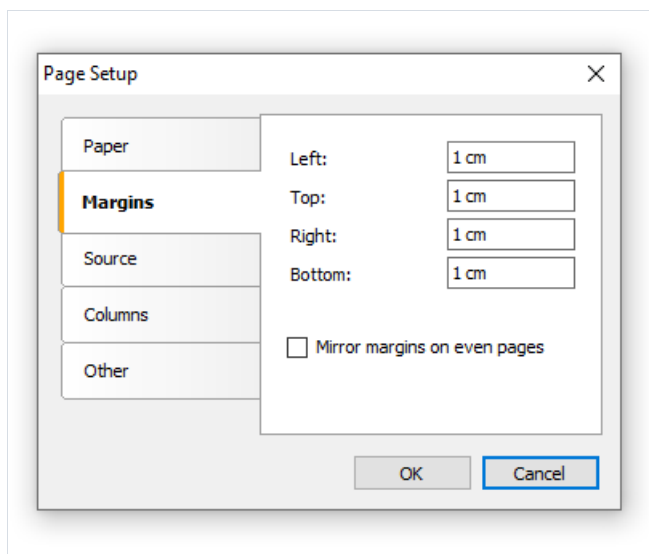 Page Setup
Paper
Margins
Source
Columns
Other
Left: 1 cm
Top: 1 cm
Right: 1 cm
Bottom: 1 cm
Mirror margins on even pages
OK Cancel